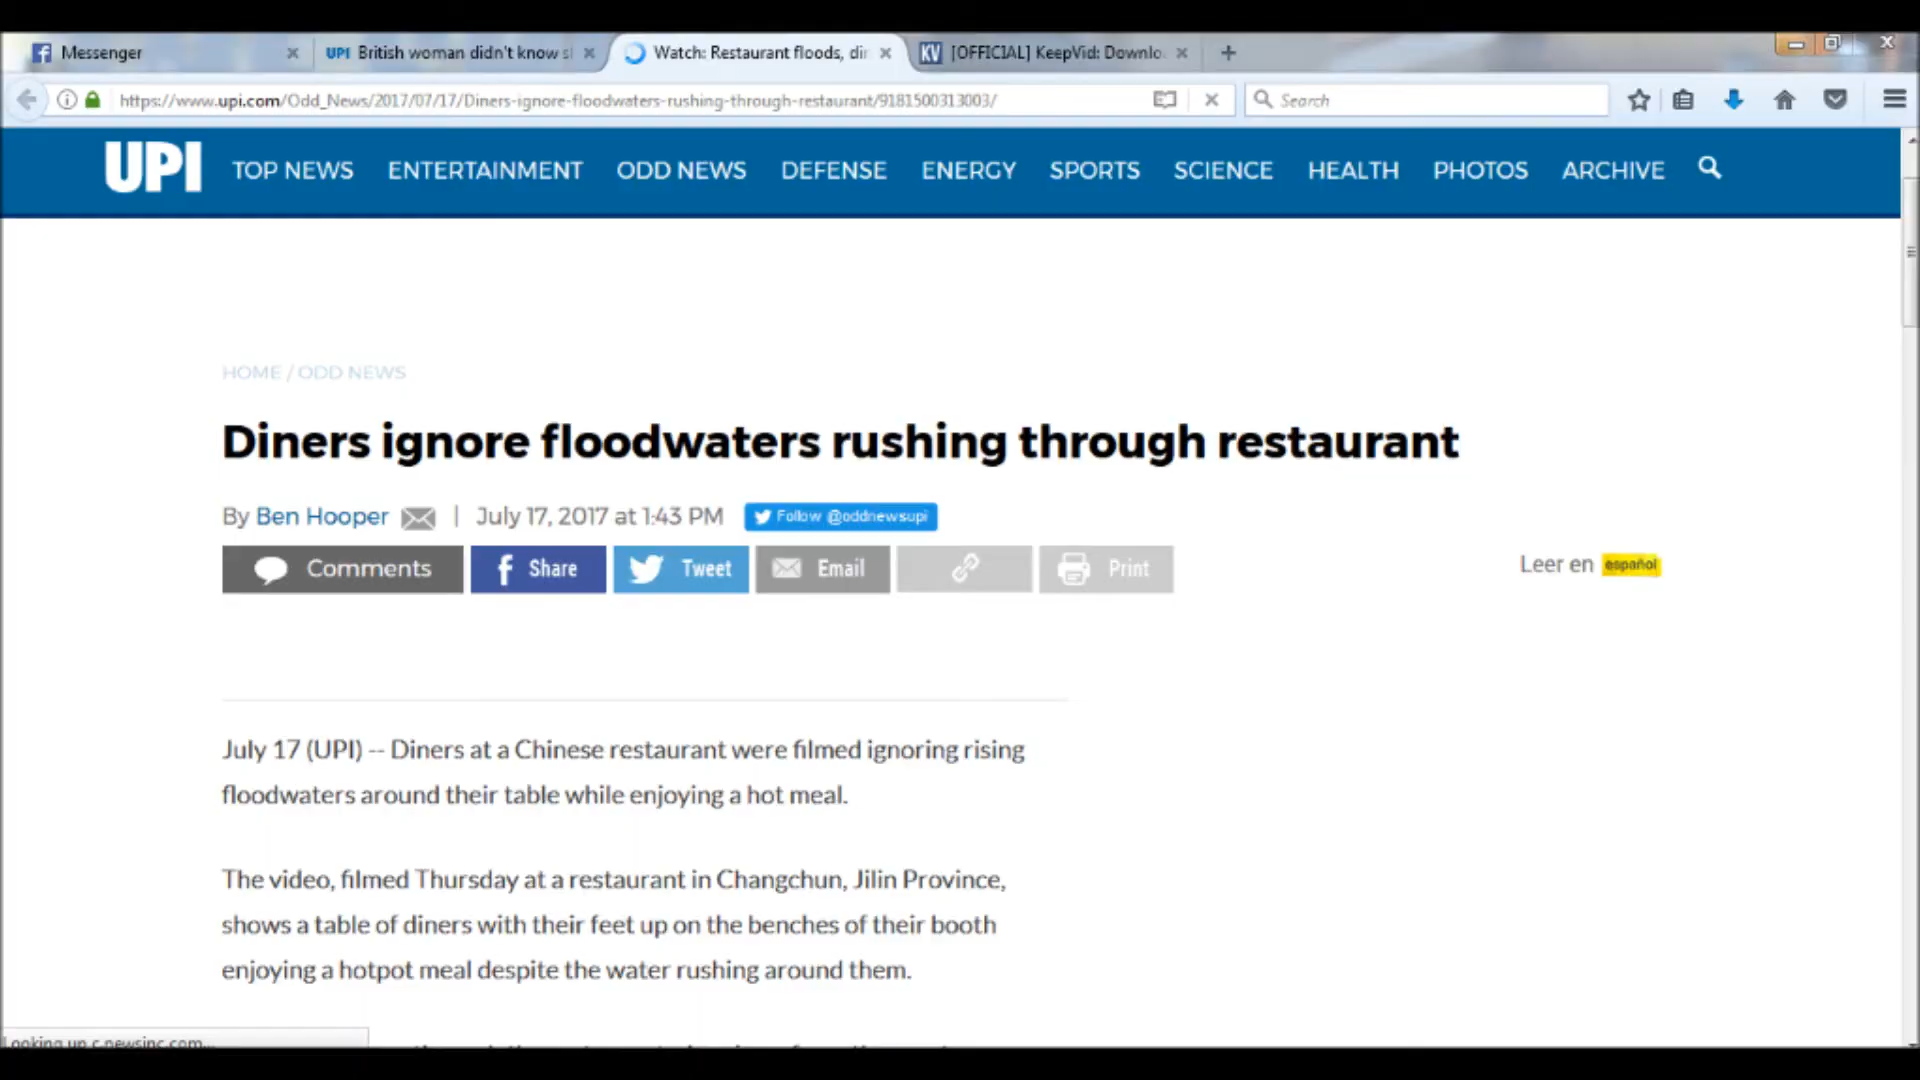 Messenger
UPI British woman didn't know s
Watch: Restaurant floods, din
KV [OFFICIAL] KeepVid: Downlo
https://www.upi.com/Odd_News/2017/07/17/Diners-ignore-floodwaters-rushing-through-restaurant/9181500313003/
Search
UPI TOP NEWS ENTERTAINMENT ODD NEWS DEFENSE ENERGY SPORTS SCIENCE HEALTH PHOTOS ARCHIVE
HOME / ODD NEWS
Diners ignore floodwaters rushing through restaurant
By Ben Hooper | July 17, 2017 at 1:43 PM Follow @oddnewsupi
Comments Share Tweet Email Print
Leer en español
July 17 (UPI) -- Diners at a Chinese restaurant were filmed ignoring rising
floodwaters around their table while enjoying a hot meal.
The video, filmed Thursday at a restaurant in Changchun, Jilin Province,
shows a table of diners with their feet up on the benches of their booth
enjoying a hotpot meal despite the water rushing around them.
Looking up c.newsinc.com...